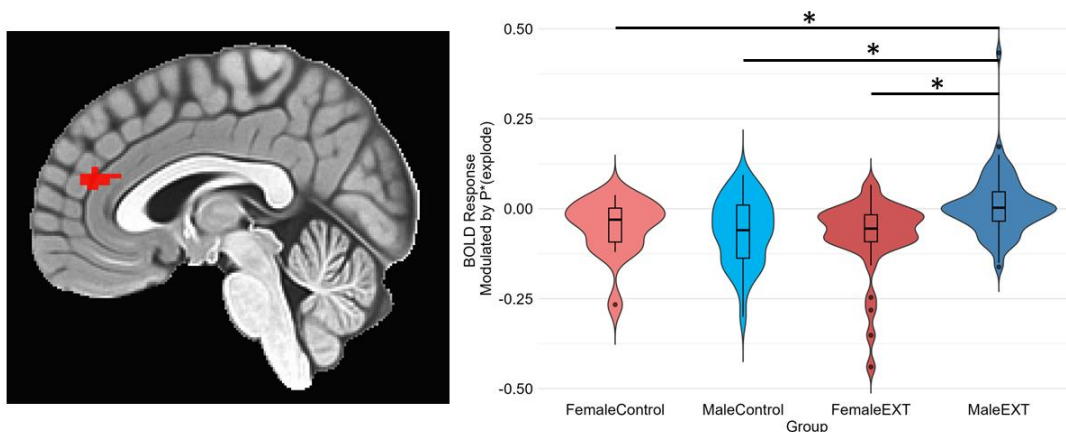 *
*
*
0.50
0.25
0.00
-0.25
-0.50
BOLD Response
Modulated by P*(explode)
FemaleControl
MaleControl
FemaleEXT
MaleEXT
Group